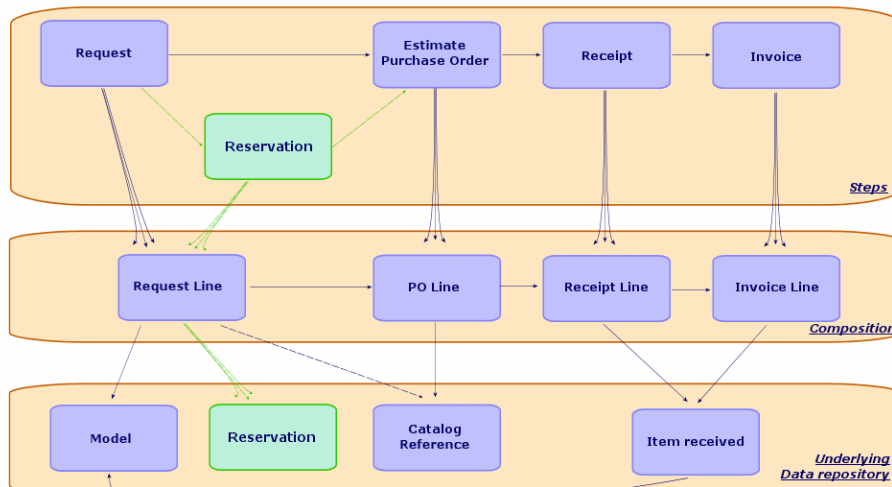 Request
Estimate
Purchase Order
Receipt
Invoice
Reservation
Steps
Request Line
PO Line
Receipt Line
Invoice Line
Composition
Model
Reservation
Catalog
Reference
Item received
Underlying
Data repository